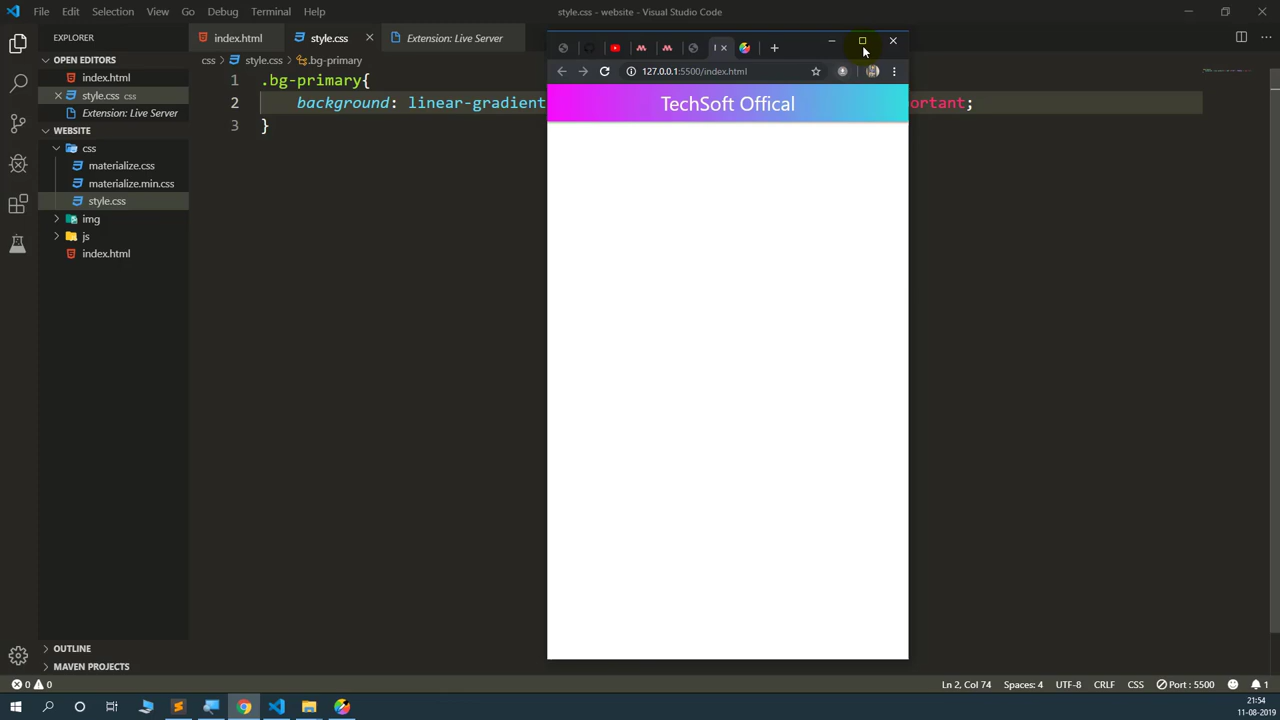 File Edit Selection View Go Debug Terminal Help
style.css - website - Visual Studio Code
EXPLORER
OPEN EDITORS
index.html
style.css css
Extension: Live Server
WEBSITE
css
materialize.css
materialize.min.css
style.css
img
js
index.html
OUTLINE
MAVEN PROJECTS
index.html
style.css
Extension: Live Server
css > style.css > .bg-primary
1 .bg-primary{
2 background: linear-gradient
ortant;
3 }
127.0.0.1:5500/index.html
TechSoft Offical
0 0
Ln 2, Col 74 Spaces: 4 UTF-8 CRLF CSS Port : 5500 1
21:54
11-08-2019